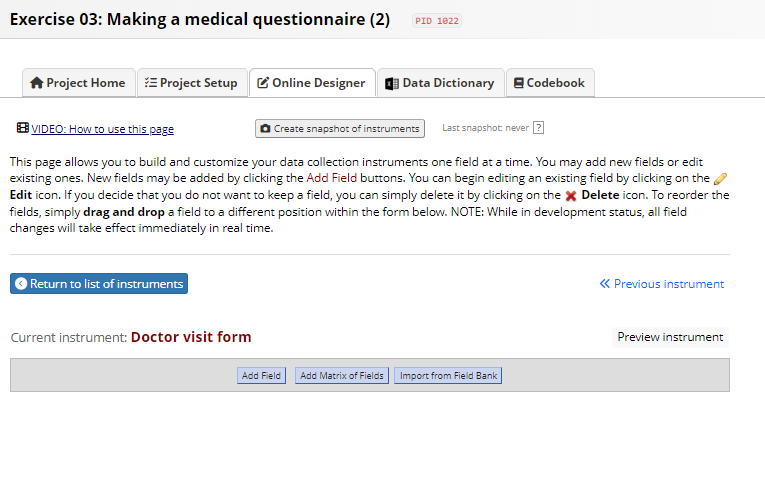 Exercise 03: Making a medical questionnaire (2) PID 1022
Project Home Project Setup Online Designer Data Dictionary Codebook
VIDEO: How to use this page Create snapshot of instruments Last snapshot: never ?
This page allows you to build and customize your data collection instruments one field at a time. You may add new fields or edit
existing ones. New fields may be added by clicking the Add Field buttons. You can begin editing an existing field by clicking on the
Edit icon. If you decide that you do not want to keep a field, you can simply delete it by clicking on the Delete icon. To reorder the
fields, simply drag and drop a field to a different position within the form below. NOTE: While in development status, all field
changes will take effect immediately in real time.
Return to list of instruments Previous instrument
Current instrument: Doctor visit form Preview instrument
Add Field Add Matrix of Fields Import from Field Bank